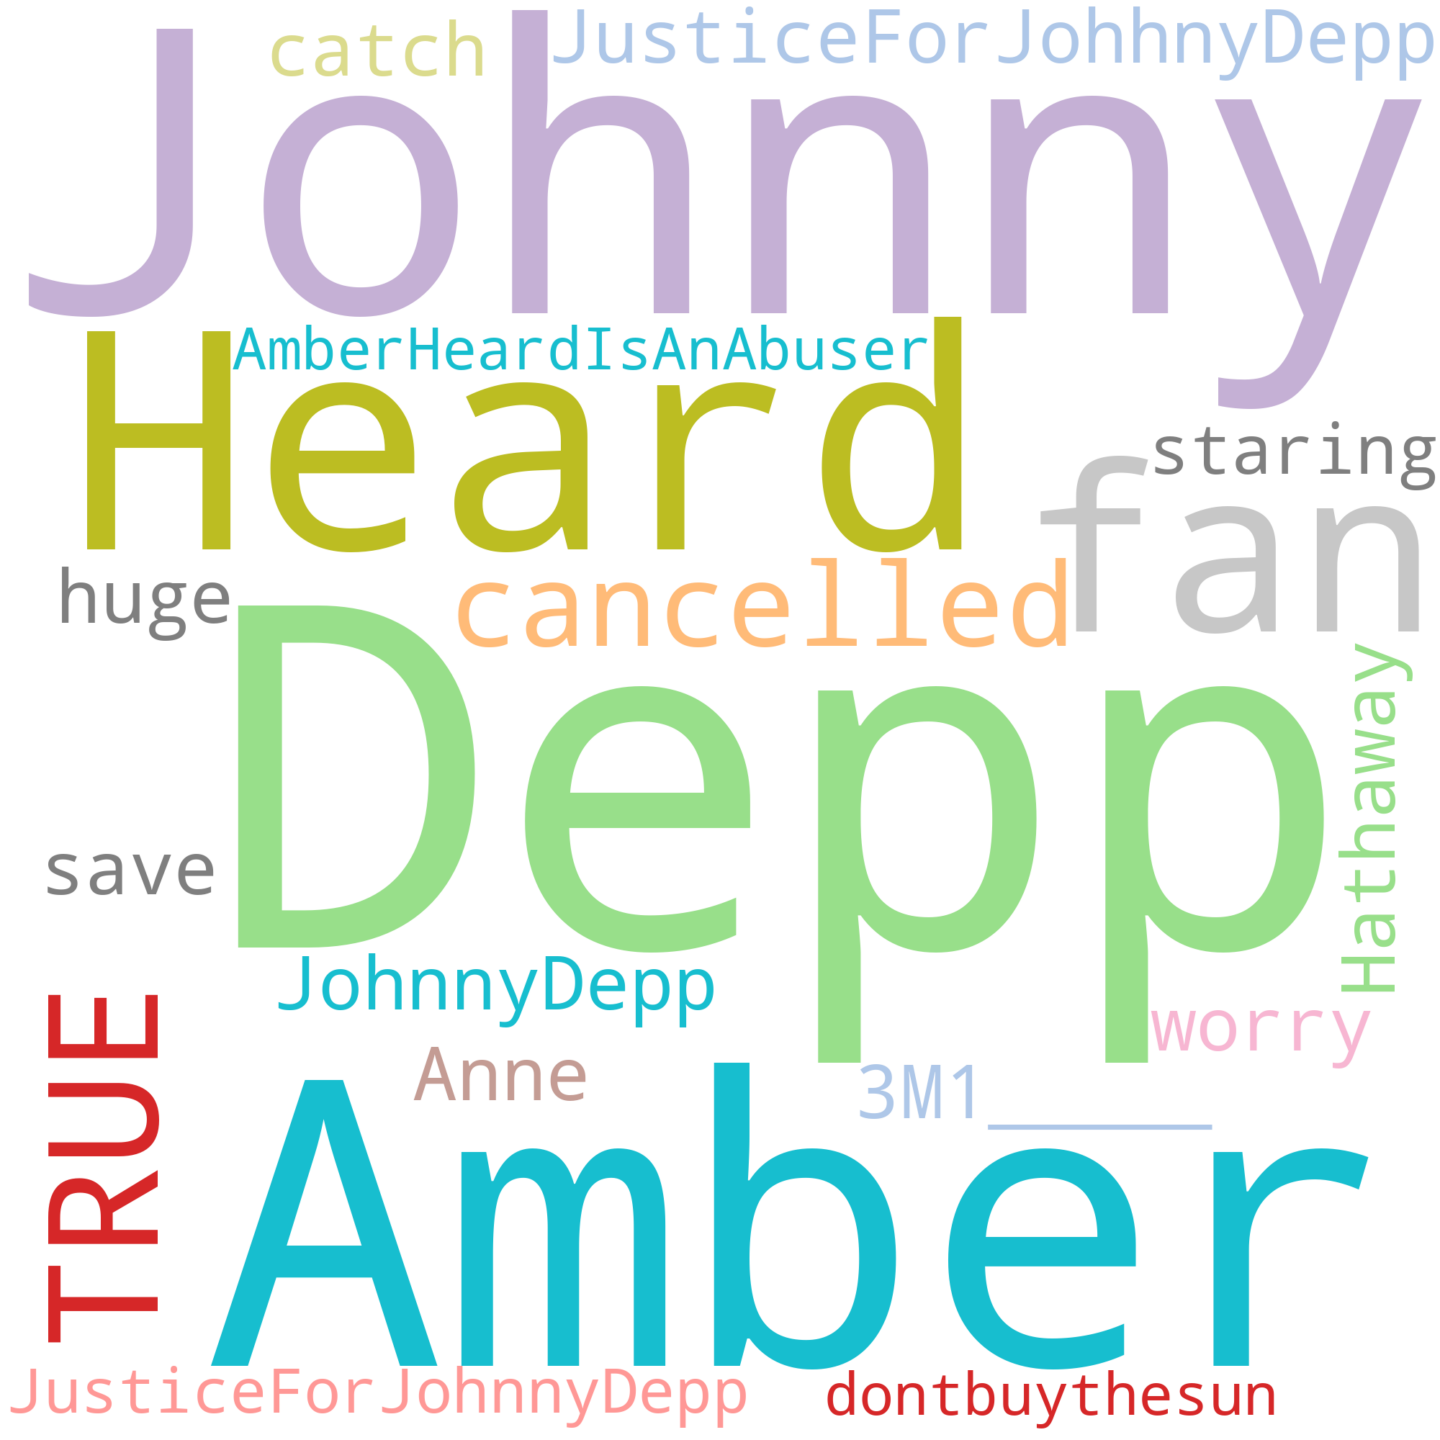 catch
JusticeForJohhnyDepp
Johnny
AmberHeardIsAnAbuser
Heard
staring
fan
huge
cancelled
Depp
Hathaway
save
JohnnyDepp
TRUE
worry
Anne
3M1______
Amber
JusticeForJohnnyDepp
dontbuythesun